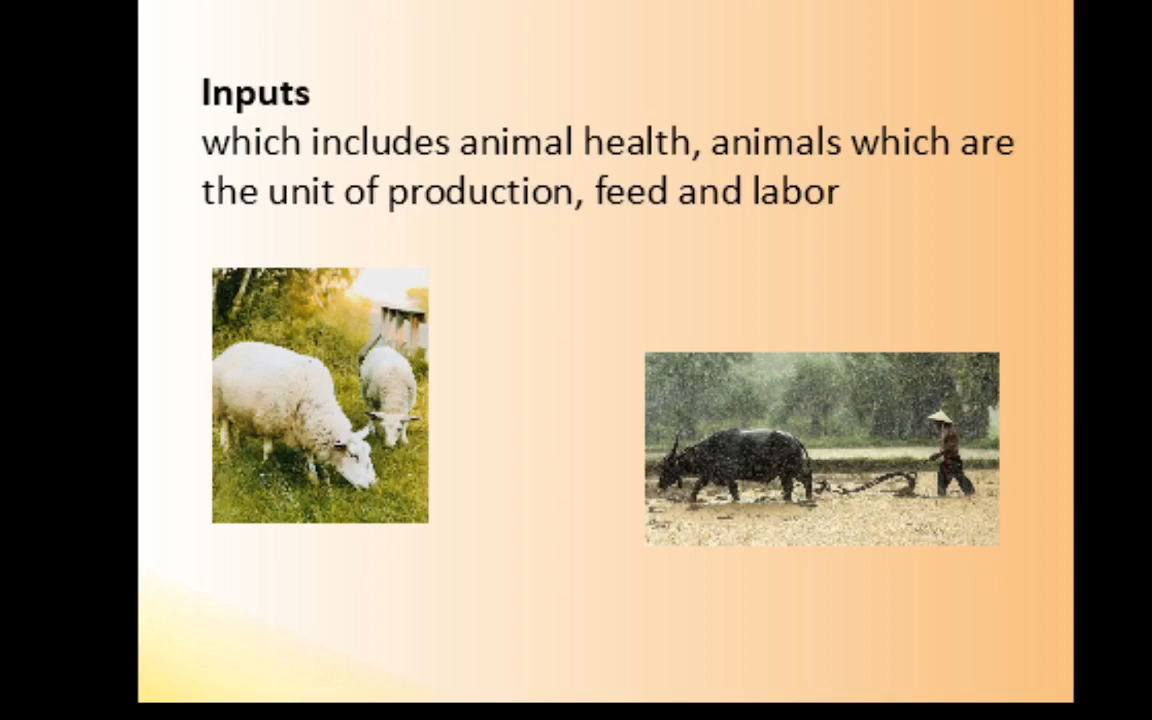 Inputs
which includes animal health, animals which are
the unit of production, feed and labor